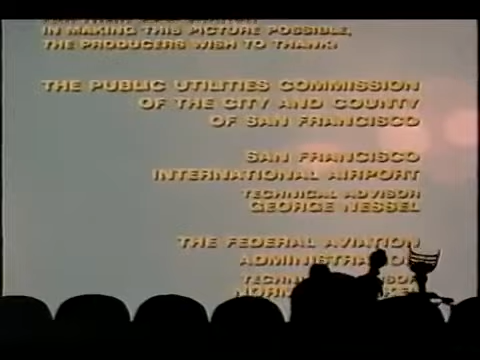 IN MAKING THIS PICTURE POSSIBLE,
THE PRODUCERS WISH TO THANK:
THE PUBLIC UTILITIES COMMISSION
OF THE CITY AND COUNTY
OF SAN FRANCISCO
SAN FRANCISCO
INTERNATIONAL AIRPORT
TECHNICAL ADVISOR
GEORGE NESSEL
THE FEDERAL AVIATION